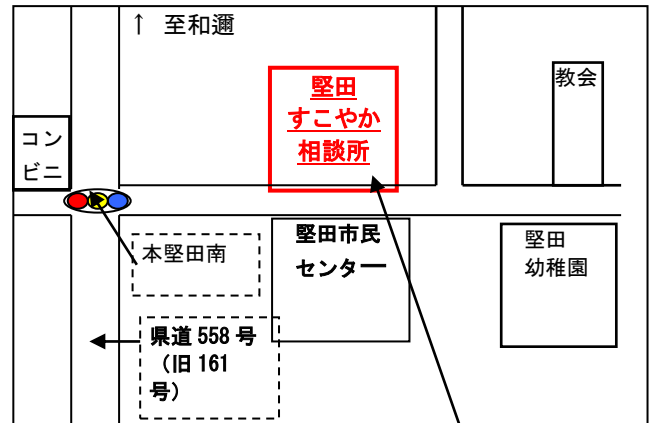 ↑ 至和邇
堅田
すこやか
相談所
教会
コン
ビニ
本堅田南
堅田市民
センター
堅田
幼稚園
県道 558 号
（旧 161
号）